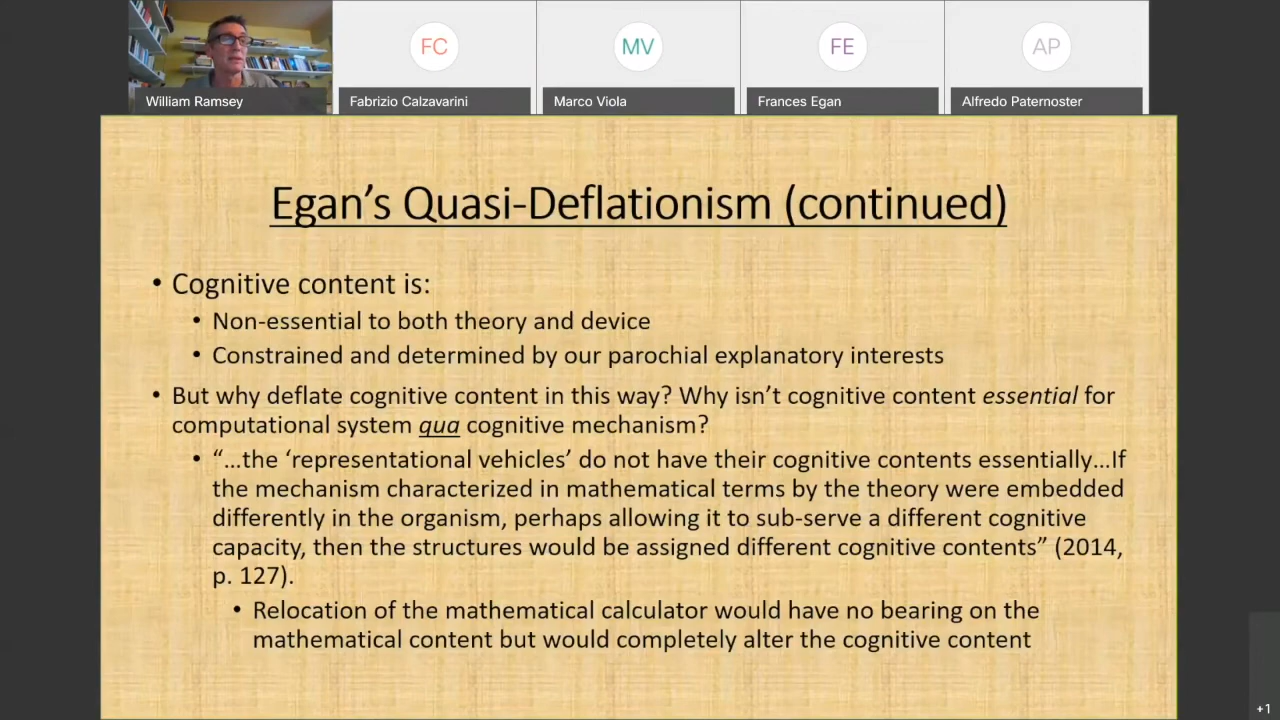 FC
MV
FE
AP
William Ramsey
Fabrizio Calzavarini
Marco Viola
Frances Egan
Alfredo Paternoster
Egan’s Quasi-Deflationism (continued)
• Cognitive content is:
• Non-essential to both theory and device
• Constrained and determined by our parochial explanatory interests
• But why deflate cognitive content in this way? Why isn’t cognitive content essential for
computational system qua cognitive mechanism?
• “…the ‘representational vehicles’ do not have their cognitive contents essentially…If
the mechanism characterized in mathematical terms by the theory were embedded
differently in the organism, perhaps allowing it to sub-serve a different cognitive
capacity, then the structures would be assigned different cognitive contents” (2014,
p. 127).
• Relocation of the mathematical calculator would have no bearing on the
mathematical content but would completely alter the cognitive content
+1